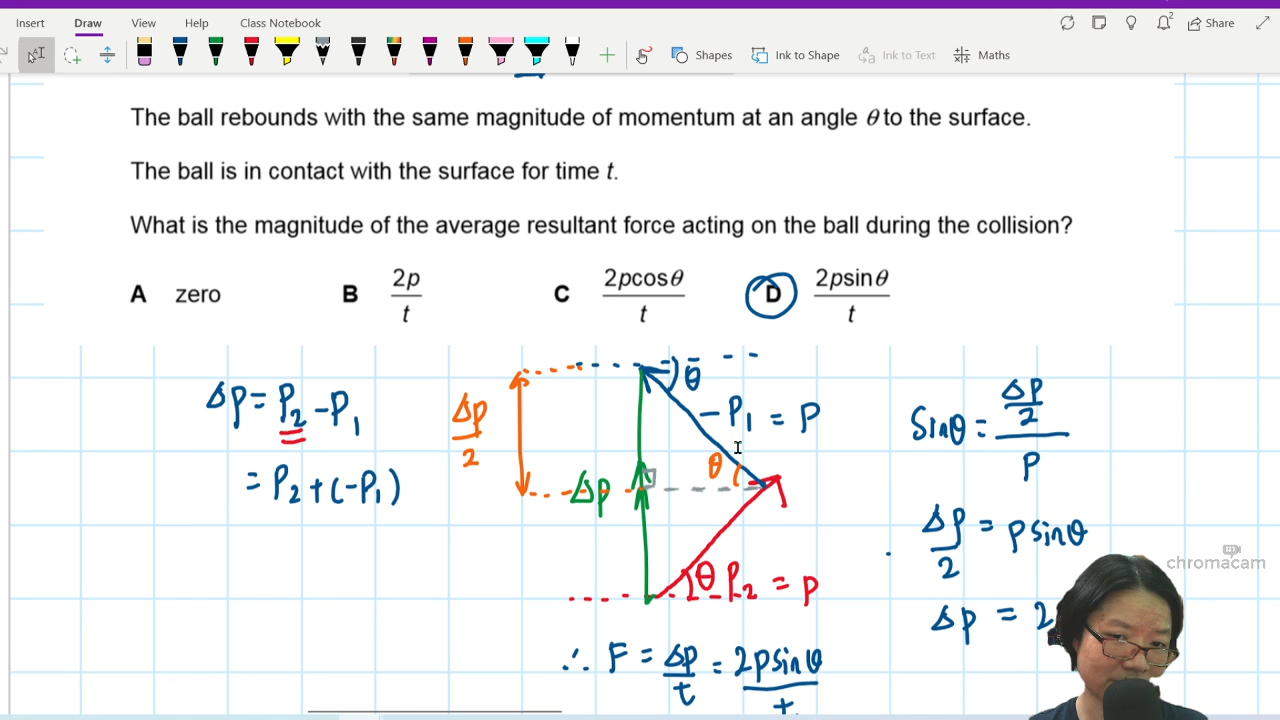 Insert Draw View Help Class Notebook
2 Share
Shapes Ink to Shape Ink to Text Maths
The ball rebounds with the same magnitude of momentum at an angle θ to the surface.
The ball is in contact with the surface for time t.
What is the magnitude of the average resultant force acting on the ball during the collision?
A zero B 2p/t C 2pcosθ/t D 2psinθ/t
Δp = P₂ - P₁
= P₂ + (-P₁)
Δp/2
Δp
θ
- P₁ = P
θ
θ P₂ = p
Sinθ = Δp/2 / p
Δp/2 = p sinθ
Δp = 2
∴ F = Δp/t = 2psinθ/t
chromacam